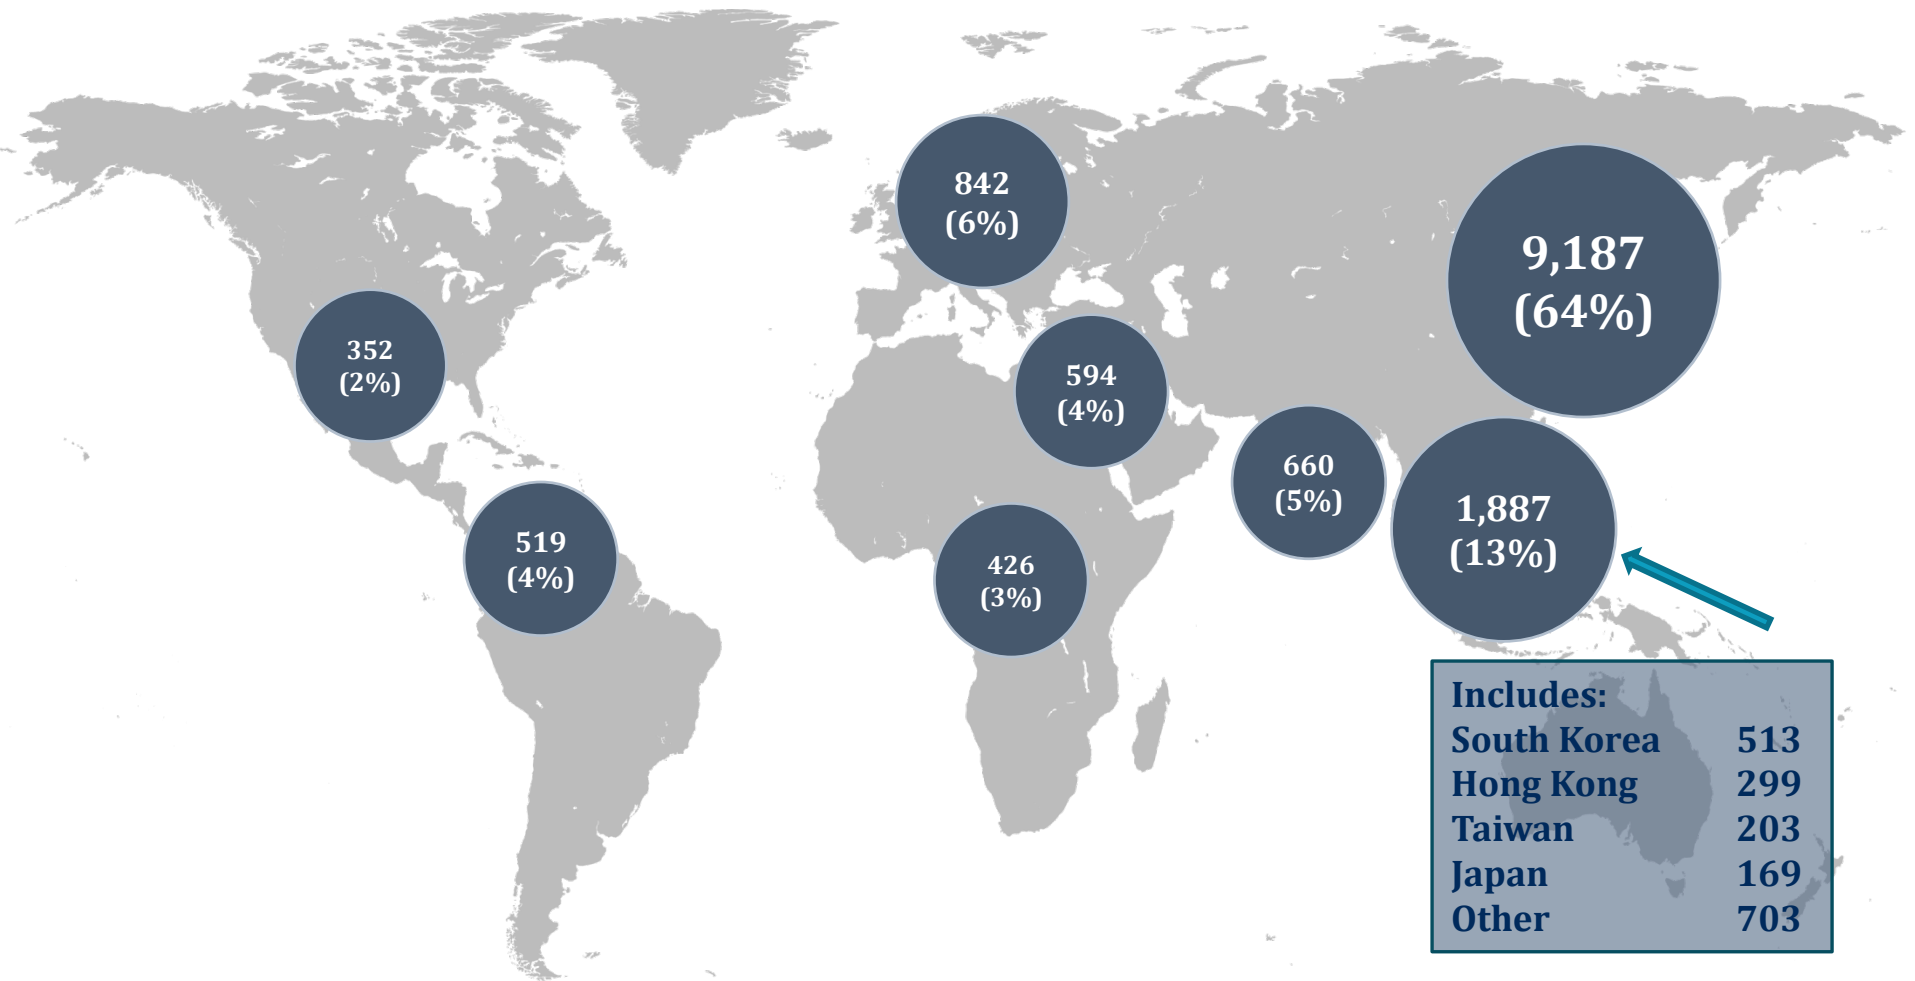 842
(6%)
9,187
(64%)
352
(2%)
594
(4%)
660
(5%)
1,887
(13%)
519
(4%)
426
(3%)
Includes:
South Korea 513
Hong Kong 299
Taiwan 203
Japan 169
Other 703